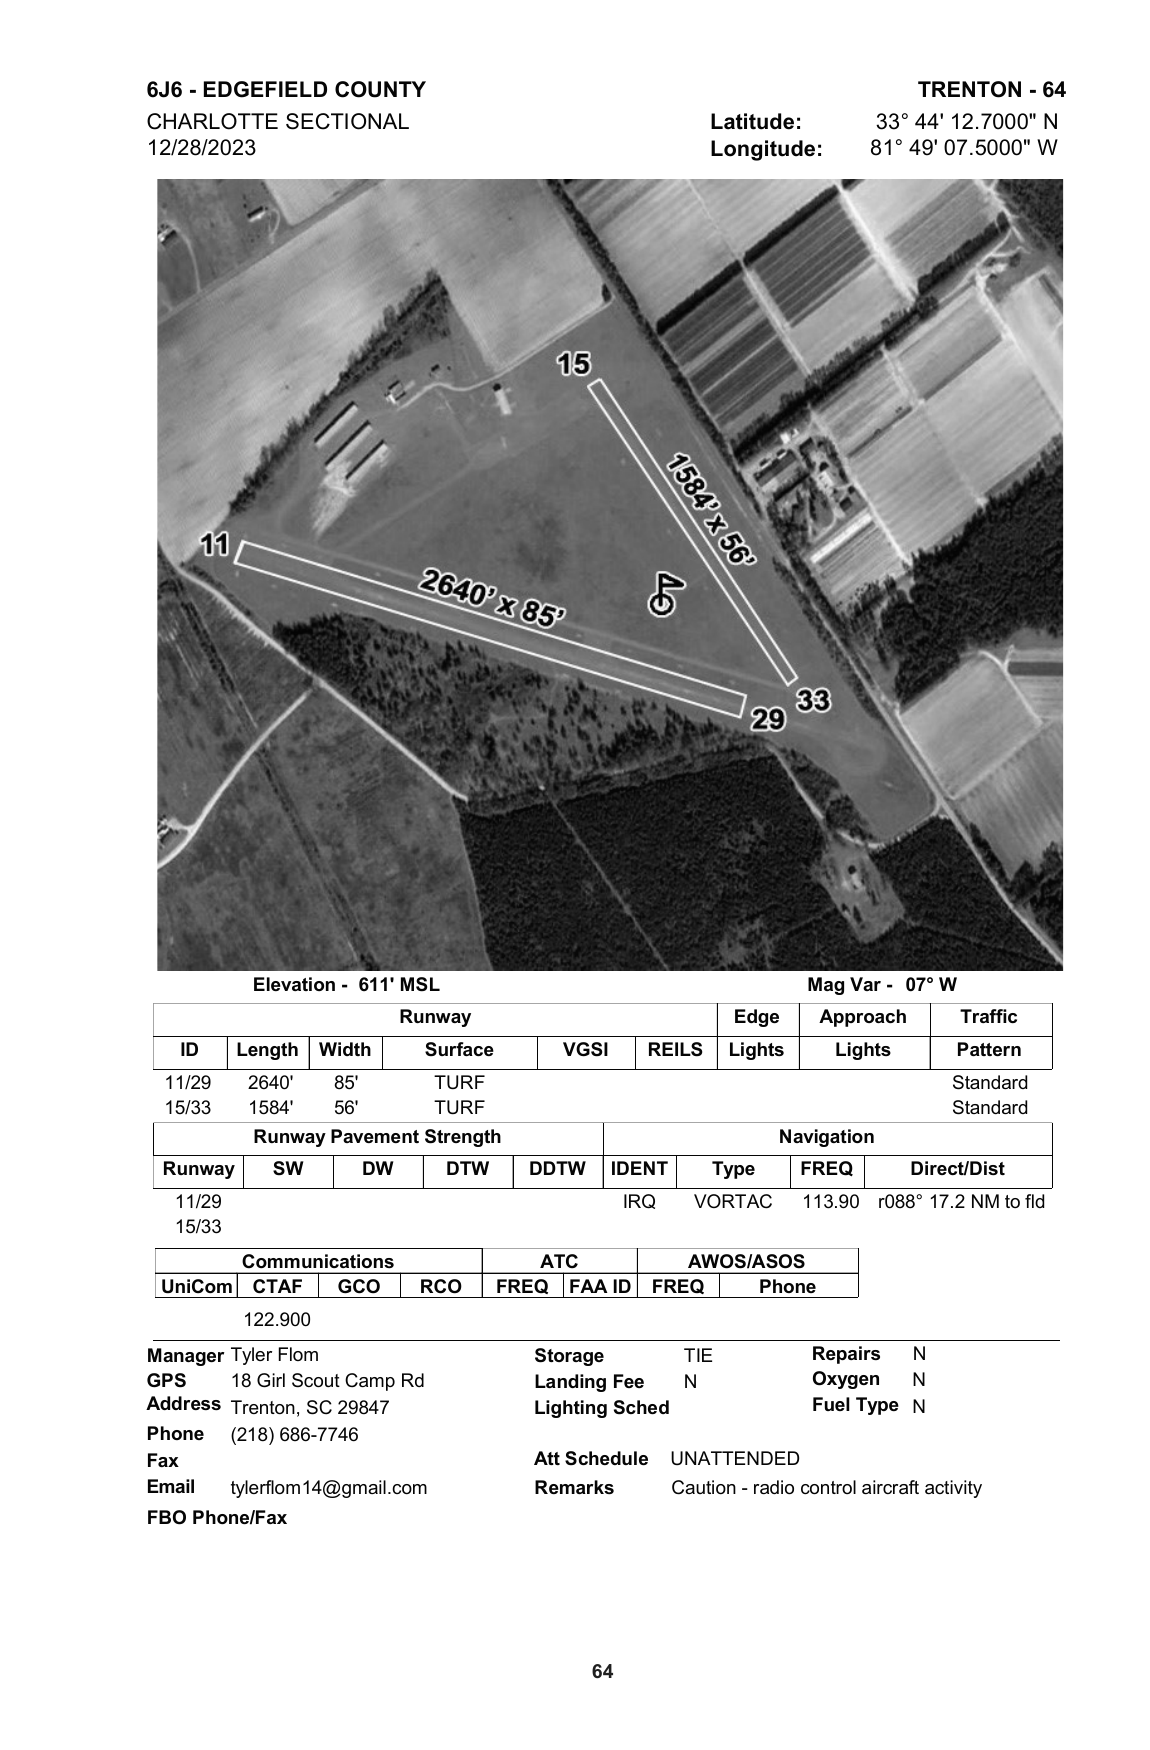 6J6 - EDGEFIELD COUNTY TRENTON - 64
CHARLOTTE SECTIONAL Latitude: 33° 44' 12.7000" N
12/28/2023 Longitude: 81° 49' 07.5000" W
15
1584' x 56'
11
2640' x 85'
33
29
Elevation - 611' MSL Mag Var - 07° W
Runway Edge Approach Traffic
ID Length Width Surface VGSI REILS Lights Lights Pattern
11/29 2640' 85' TURF Standard
15/33 1584' 56' TURF Standard
Runway Pavement Strength Navigation
Runway SW DW DTW DDTW IDENT Type FREQ Direct/Dist
11/29 IRQ VORTAC 113.90 r088° 17.2 NM to fld
15/33
Communications ATC AWOS/ASOS
UniCom CTAF GCO RCO FREQ FAA ID FREQ Phone
122.900
Manager Tyler Flom Storage TIE Repairs N
GPS 18 Girl Scout Camp Rd Landing Fee N Oxygen N
Address Trenton, SC 29847 Lighting Sched Fuel Type N
Phone (218) 686-7746
Fax Att Schedule UNATTENDED
Email tylerflom14@gmail.com Remarks Caution - radio control aircraft activity
FBO Phone/Fax
64